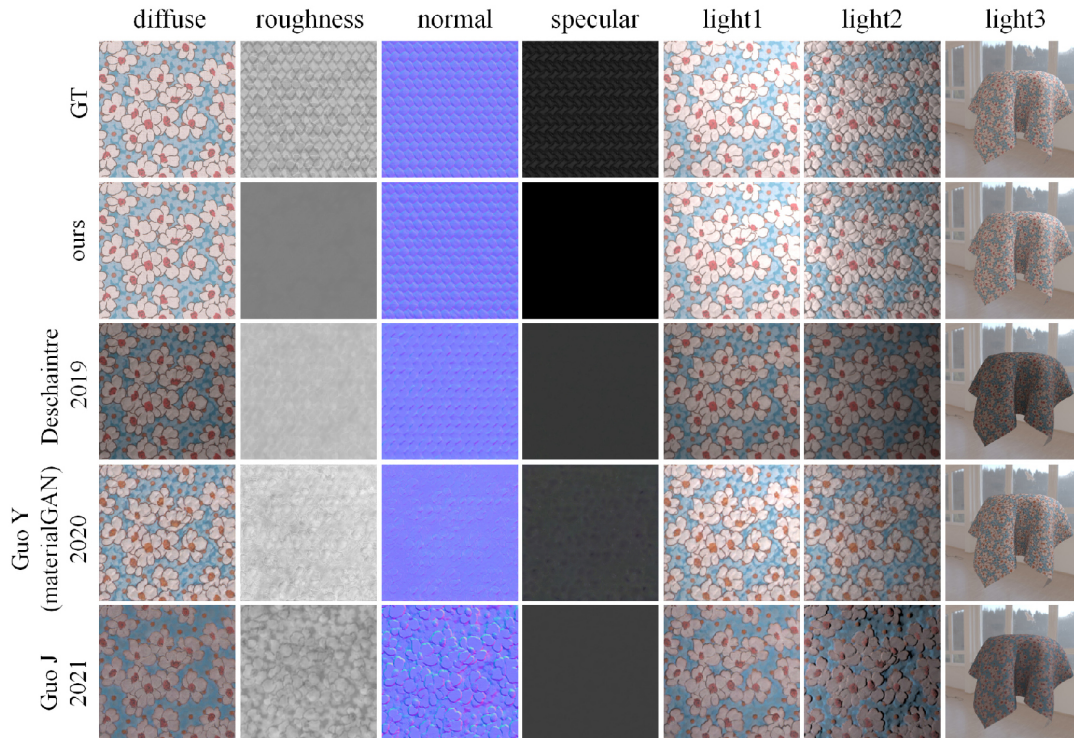 diffuse roughness normal specular light1 light2 light3
GT
ours
Deschaintre
2019
Guo Y
(materialGAN)
2020
Guo J
2021